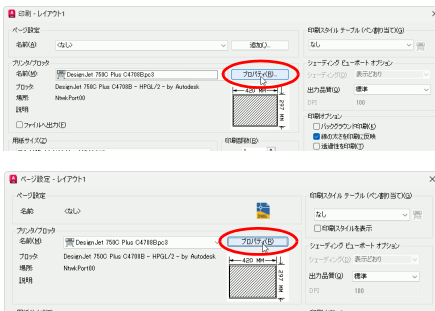 印刷 - レイアウト1
ページ設定
名前(A) <なし> 追加(.)...
プリンタ/プロッタ
名前(M) DesignJet 750C Plus C4708B.pc3 プロパティ(R)...
プロッタ DesignJet 750C Plus C4708B - HPGL/2 - by Autodesk
場所 Ntwk.Port00
説明
ファイルへ出力(F)
420 MM
297 MM
用紙サイズ(Z)
印刷部数(B)
印刷スタイル テーブル (ペン割り当て)(G)
なし
シェーディング ビューポート オプション
シェーディング(D) 表示どおり
出力品質(Q) 標準
DPI 100
印刷オプション
バックグラウンド印刷(K)
線の太さを印刷に反映
透過性を印刷(T)
ページ設定 - レイアウト1
ページ設定
名前 <なし>
DWG
プリンタ/プロッタ
名前(M) DesignJet 750C Plus C4708B.pc3 プロパティ(R)
プロッタ DesignJet 750C Plus C4708B - HPGL/2 - by Autodesk
場所 Ntwk.Port00
説明
420 MM
297 MM
印刷スタイル テーブル (ペン割り当て)(G)
なし
印刷スタイルを表示
シェーディング ビューポート オプション
シェーディング(D) 表示どおり
出力品質(Q) 標準
DPI 100